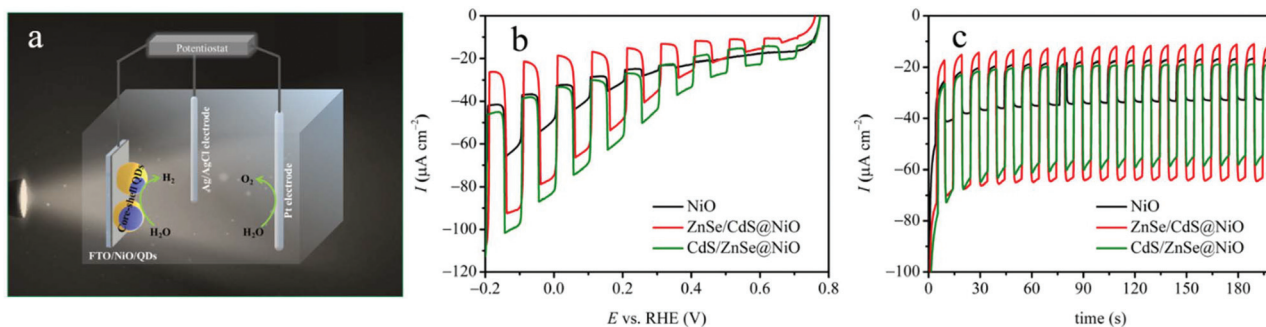 a
Potentiostat
Ag/AgCl electrode
Pt electrode
Core-shell QDs
H₂
O₂
H₂O
H₂O
FTO/NiO/QDs
b
I (µA cm⁻²)
0
−20
−40
−60
−80
−100
−120
NiO
ZnSe/CdS@NiO
CdS/ZnSe@NiO
−0.2 0.0 0.2 0.4 0.6 0.8
E vs. RHE (V)
c
I (µA cm⁻²)
0
−20
−40
−60
−80
−100
NiO
ZnSe/CdS@NiO
CdS/ZnSe@NiO
0 30 60 90 120 150 180
time (s)